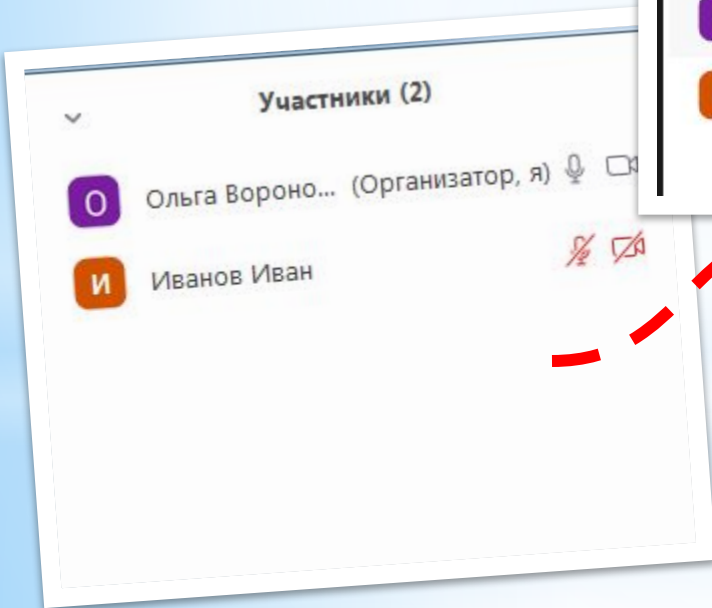 Участники (2)
О Ольга Вороно... (Организатор, я)
И Иванов Иван